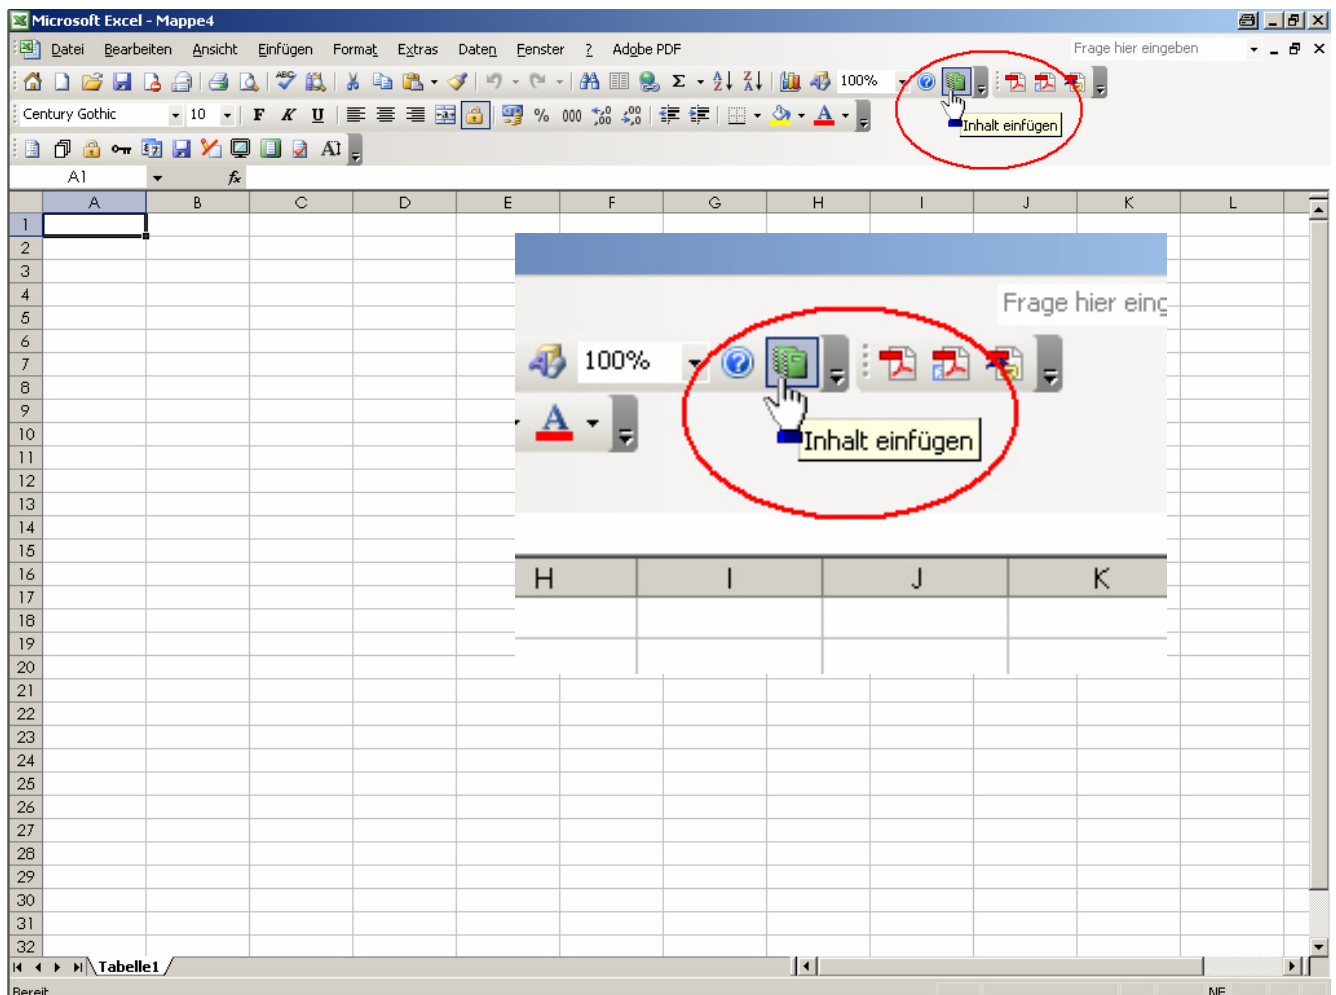 Microsoft Excel - Mappe4
Datei Bearbeiten Ansicht Einfügen Format Extras Daten Fenster ? Adobe PDF Frage hier eingeben
ABC Σ A Z Z A 100%
Century Gothic 10 F K U % 000 A
A1 fx
Inhalt einfügen
A B C D E F G H I J K L
1
2
3
4
5
6
7
8
9
10
11
12
13
14
15
16
17
18
19
20
21
22
23
24
25
26
27
28
29
30
31
32
Frage hier eing
100%
A
Inhalt einfügen
H I J K
Tabelle1
Bereit NF